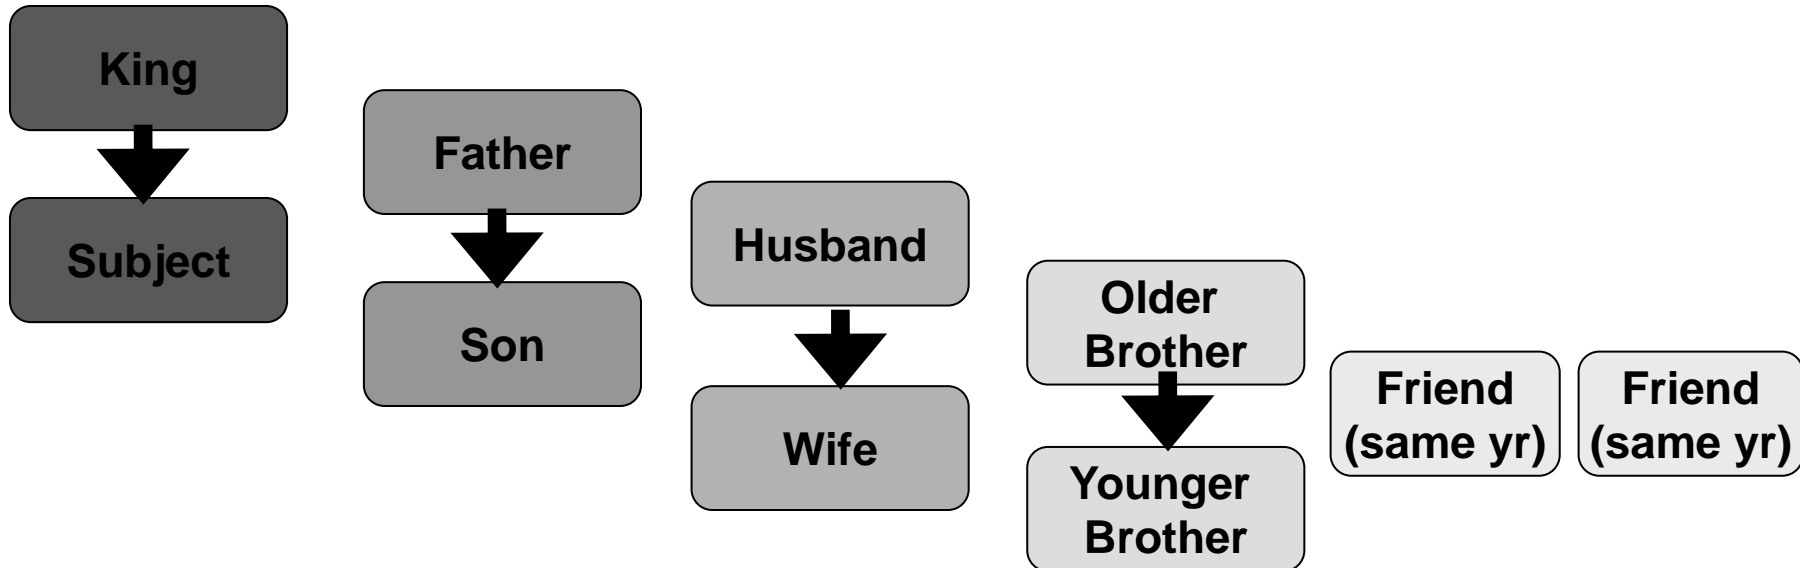 King
Subject
Father
Son
Husband
Wife
Older
Brother
Younger
Brother
Friend
(same yr)
Friend
(same yr)